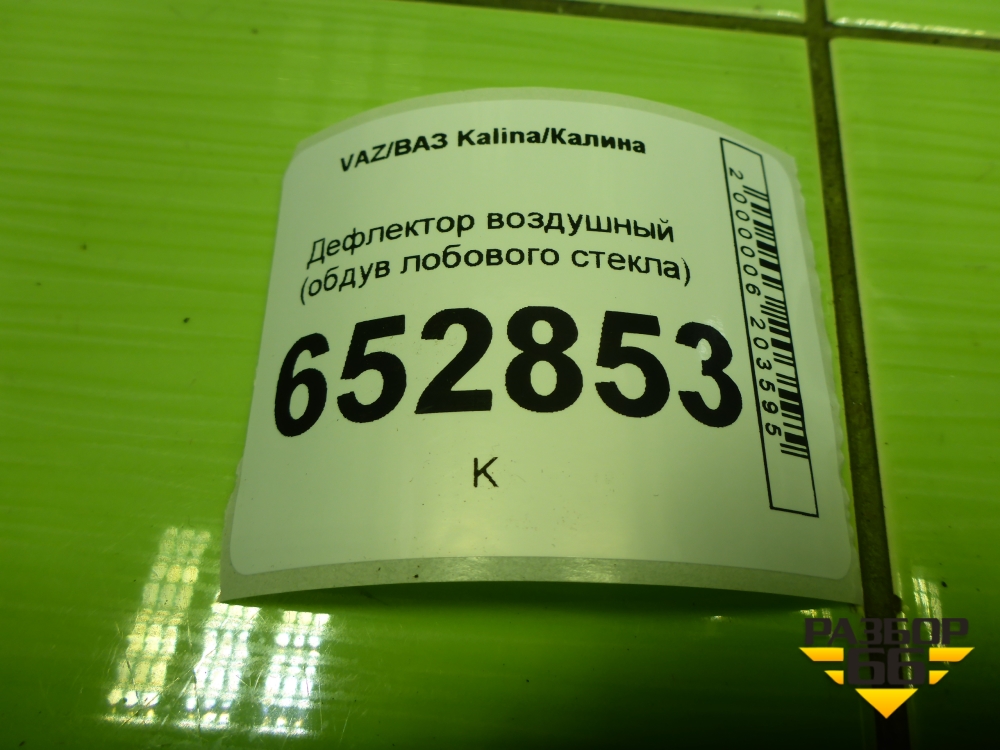 VAZ/ВАЗ Kalina/Калина
Дефлектор воздушный
(обдув лобового стекла)
652853
К
2000006203595
РАЗБОР
66